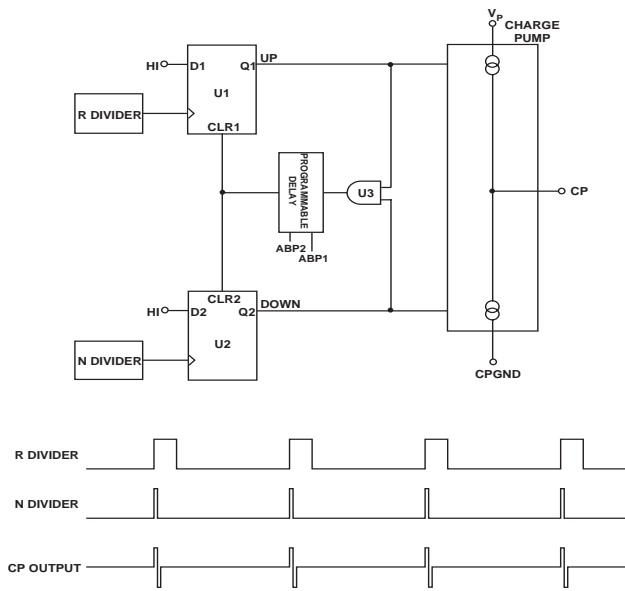 VP
CHARGE
PUMP
HI
D1
Q1
UP
U1
R DIVIDER
CLR1
PROGRAMMABLE
DELAY
U3
CP
ABP2
ABP1
CLR2
HI
D2
Q2
DOWN
U2
N DIVIDER
CPGND
R DIVIDER
N DIVIDER
CP OUTPUT